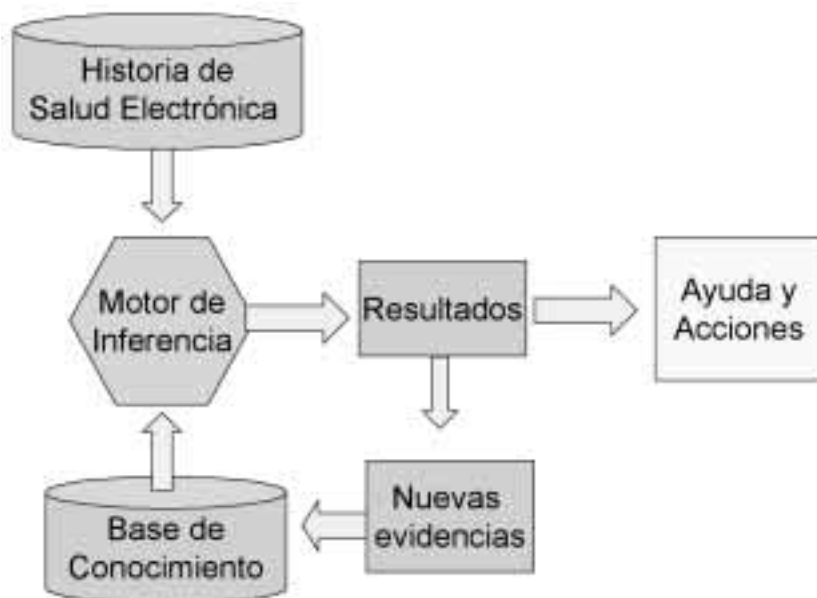 Historia de
Salud Electrónica
Motor de
Inferencia
Resultados
Ayuda y
Acciones
Nuevas
evidencias
Base de
Conocimiento